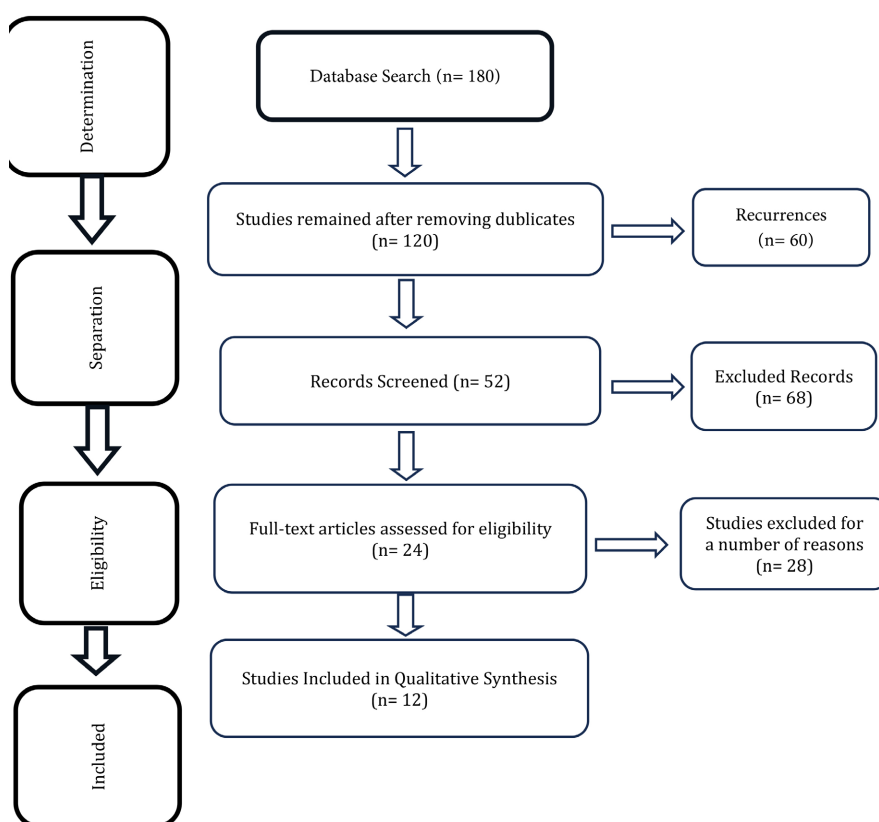 Determination
Database Search (n= 180)
Studies remained after removing dublicates
(n= 120)
Recurrences
(n= 60)
Separation
Records Screened (n= 52)
Excluded Records
(n= 68)
Eligibility
Full-text articles assessed for eligibility
(n= 24)
Studies excluded for
a number of reasons
(n= 28)
Studies Included in Qualitative Synthesis
(n= 12)
Included